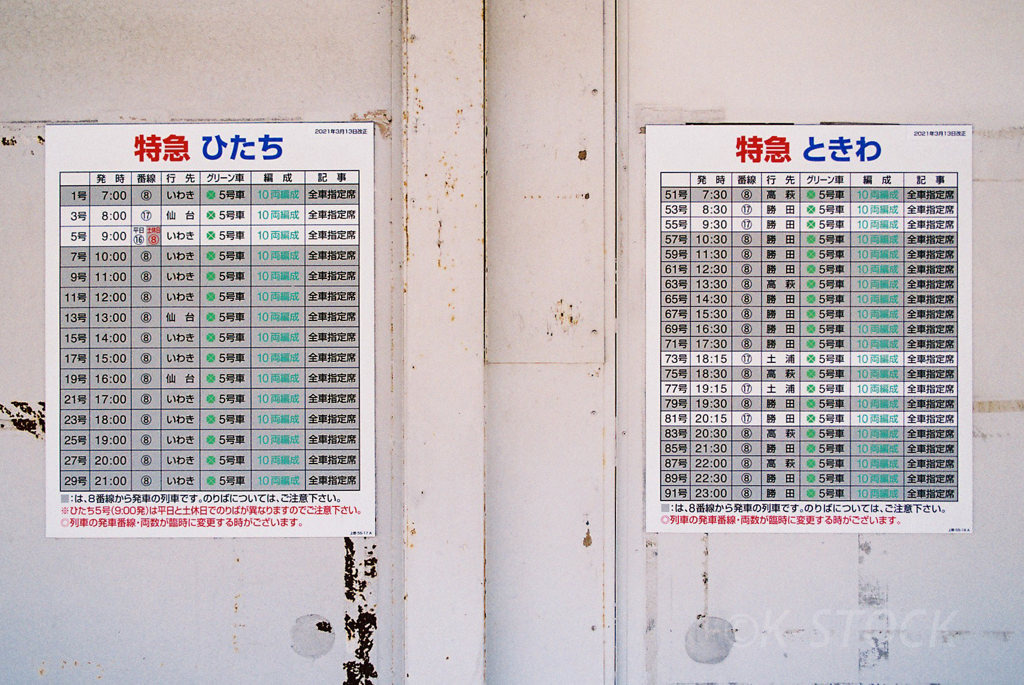 2021年3月13日改正
特急 ひたち
発 時 番線 行 先 グリーン車 編 成 記 事
1号 7:00 ⑧ いわき 5号車 10両編成 全車指定席
3号 8:00 ⑰ 仙 台 5号車 10両編成 全車指定席
5号 9:00 平日⑯ 土休日⑧ いわき 5号車 10両編成 全車指定席
7号 10:00 ⑧ いわき 5号車 10両編成 全車指定席
9号 11:00 ⑧ いわき 5号車 10両編成 全車指定席
11号 12:00 ⑧ いわき 5号車 10両編成 全車指定席
13号 13:00 ⑧ 仙 台 5号車 10両編成 全車指定席
15号 14:00 ⑧ いわき 5号車 10両編成 全車指定席
17号 15:00 ⑧ いわき 5号車 10両編成 全車指定席
19号 16:00 ⑧ 仙 台 5号車 10両編成 全車指定席
21号 17:00 ⑧ いわき 5号車 10両編成 全車指定席
23号 18:00 ⑧ いわき 5号車 10両編成 全車指定席
25号 19:00 ⑧ いわき 5号車 10両編成 全車指定席
27号 20:00 ⑧ いわき 5号車 10両編成 全車指定席
29号 21:00 ⑧ いわき 5号車 10両編成 全車指定席
■:は、8番線から発車の列車です。のりばについては、ご注意下さい。
※ひたち5号(9:00発)は平日と土休日でのりばが異なりますのでご注意下さい。
◎列車の発車番線・両数が臨時に変更する時がございます。
2021年3月13日改正
特急 ときわ
発 時 番線 行 先 グリーン車 編 成 記 事
51号 7:30 ⑧ 高 萩 5号車 10両編成 全車指定席
53号 8:30 ⑰ 勝 田 5号車 10両編成 全車指定席
55号 9:30 ⑰ 勝 田 5号車 10両編成 全車指定席
57号 10:30 ⑧ 勝 田 5号車 10両編成 全車指定席
59号 11:30 ⑧ 勝 田 5号車 10両編成 全車指定席
61号 12:30 ⑧ 勝 田 5号車 10両編成 全車指定席
63号 13:30 ⑧ 高 萩 5号車 10両編成 全車指定席
65号 14:30 ⑧ 勝 田 5号車 10両編成 全車指定席
67号 15:30 ⑧ 勝 田 5号車 10両編成 全車指定席
69号 16:30 ⑧ 勝 田 5号車 10両編成 全車指定席
71号 17:30 ⑧ 勝 田 5号車 10両編成 全車指定席
73号 18:15 ⑰ 土 浦 5号車 10両編成 全車指定席
75号 18:30 ⑧ 高 萩 5号車 10両編成 全車指定席
77号 19:15 ⑰ 土 浦 5号車 10両編成 全車指定席
79号 19:30 ⑧ 勝 田 5号車 10両編成 全車指定席
81号 20:15 ⑰ 勝 田 5号車 10両編成 全車指定席
83号 20:30 ⑧ 高 萩 5号車 10両編成 全車指定席
85号 21:30 ⑧ 勝 田 5号車 10両編成 全車指定席
87号 22:00 ⑧ 高 萩 5号車 10両編成 全車指定席
89号 22:30 ⑧ 勝 田 5号車 10両編成 全車指定席
91号 23:00 ⑧ 勝 田 5号車 10両編成 全車指定席
■:は、8番線から発車の列車です。のりばについては、ご注意下さい。
◎列車の発車番線・両数が臨時に変更する時がございます。
STOCK